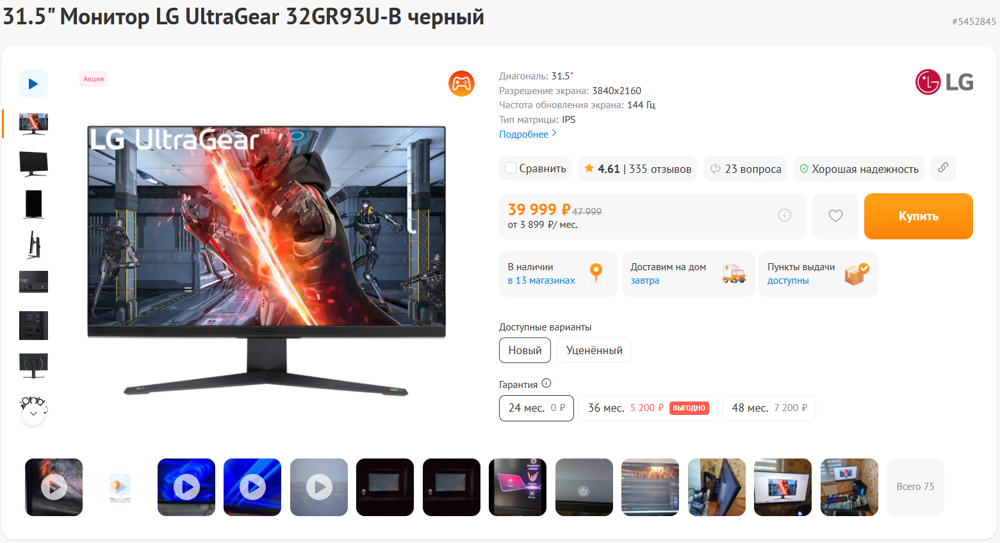 31.5" Монитор LG UltraGear 32GR93U-B черный
#5452845
Акция
LG UltraGear™
Диагональ: 31.5"
Разрешение экрана: 3840x2160
Частота обновления экрана: 144 Гц
Тип матрицы: IPS
Подробнее
LG
Сравнить
4.61 | 335 отзывов
23 вопроса
Хорошая надежность
39 999 ₽ 47 999
от 3 899 ₽/ мес.
Купить
В наличии
в 13 магазинах
Доставим на дом
завтра
Пункты выдачи
доступны
Доступные варианты
Новый
Уценённый
Гарантия
24 мес. 0 ₽
36 мес. 5 200 ₽ ВЫГОДНО
48 мес. 7 200 ₽
Всего 75